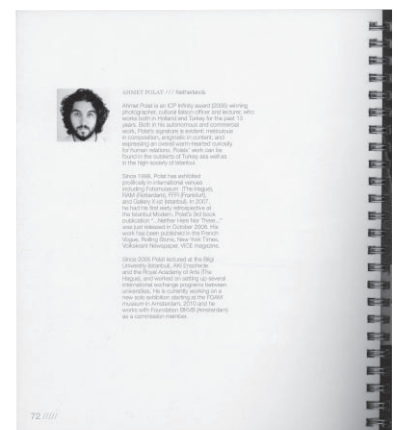 AHMET POLAT /// Netherlands
Ahmet Polat is an ICP Infinity award (2006) winning
photographer, cultural liaison officer and lecturer, who
works both in Holland and Turkey for the past 13
years. Both in his autonomous and commercial
work, Polat's signature is evident: meticulous
in composition, enigmatic in content, and
expressing an overall warm-hearted curiosity
for human relations. Polats' work can be
found in the outskirts of Turkey as well as
in the high society of Istanbul.
Since 1998, Polat has exhibited
prolifically in international venues
including Fotomuseum (The Hague),
RAM (Rotterdam), FFFI (Frankfurt),
and Gallery X-ist (Istanbul). In 2007,
he had his first early retrospective at
the Istanbul Modern. Polat's 3rd book
publication "...Neither Here Nor There..."
was just released in October 2008. His
work has been published in the French
Vogue, Rolling Stone, New York Times,
Volkskrant Newspaper, VICE magazine.
Since 2005 Polat lectured at the Bilgi
University (Istanbul), AKI Enschede
and the Royal Academy of Arts (The
Hague), and worked on setting up several
international exchange programs between
universities. He is currently working on a
new solo exhibition starting at the FOAM
museum in Amsterdam, 2010 and he
works with Foundation BKVB (Amsterdam)
as a commission member.
72 /////